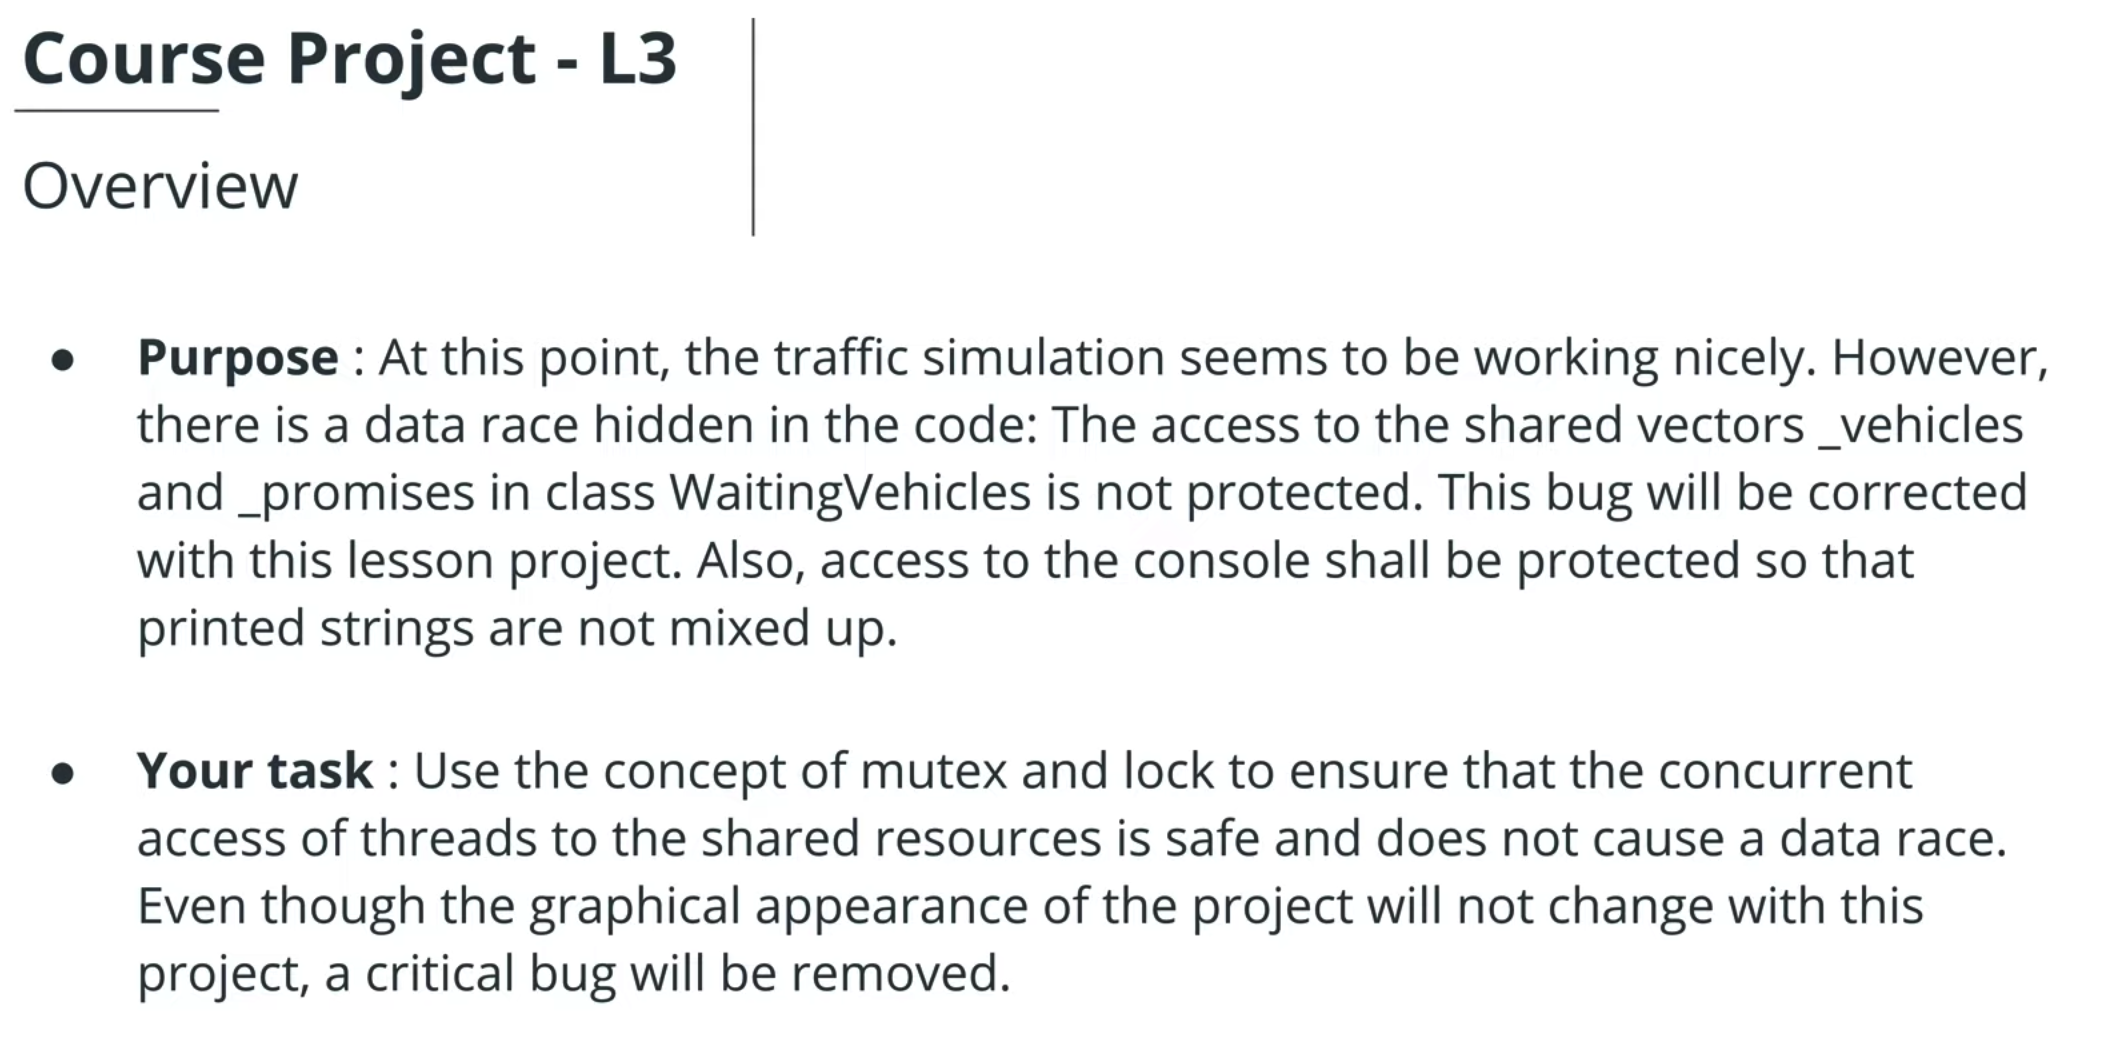 Course Project - L3
Overview
● Purpose : At this point, the traffic simulation seems to be working nicely. However,
there is a data race hidden in the code: The access to the shared vectors _vehicles
and _promises in class WaitingVehicles is not protected. This bug will be corrected
with this lesson project. Also, access to the console shall be protected so that
printed strings are not mixed up.
● Your task : Use the concept of mutex and lock to ensure that the concurrent
access of threads to the shared resources is safe and does not cause a data race.
Even though the graphical appearance of the project will not change with this
project, a critical bug will be removed.